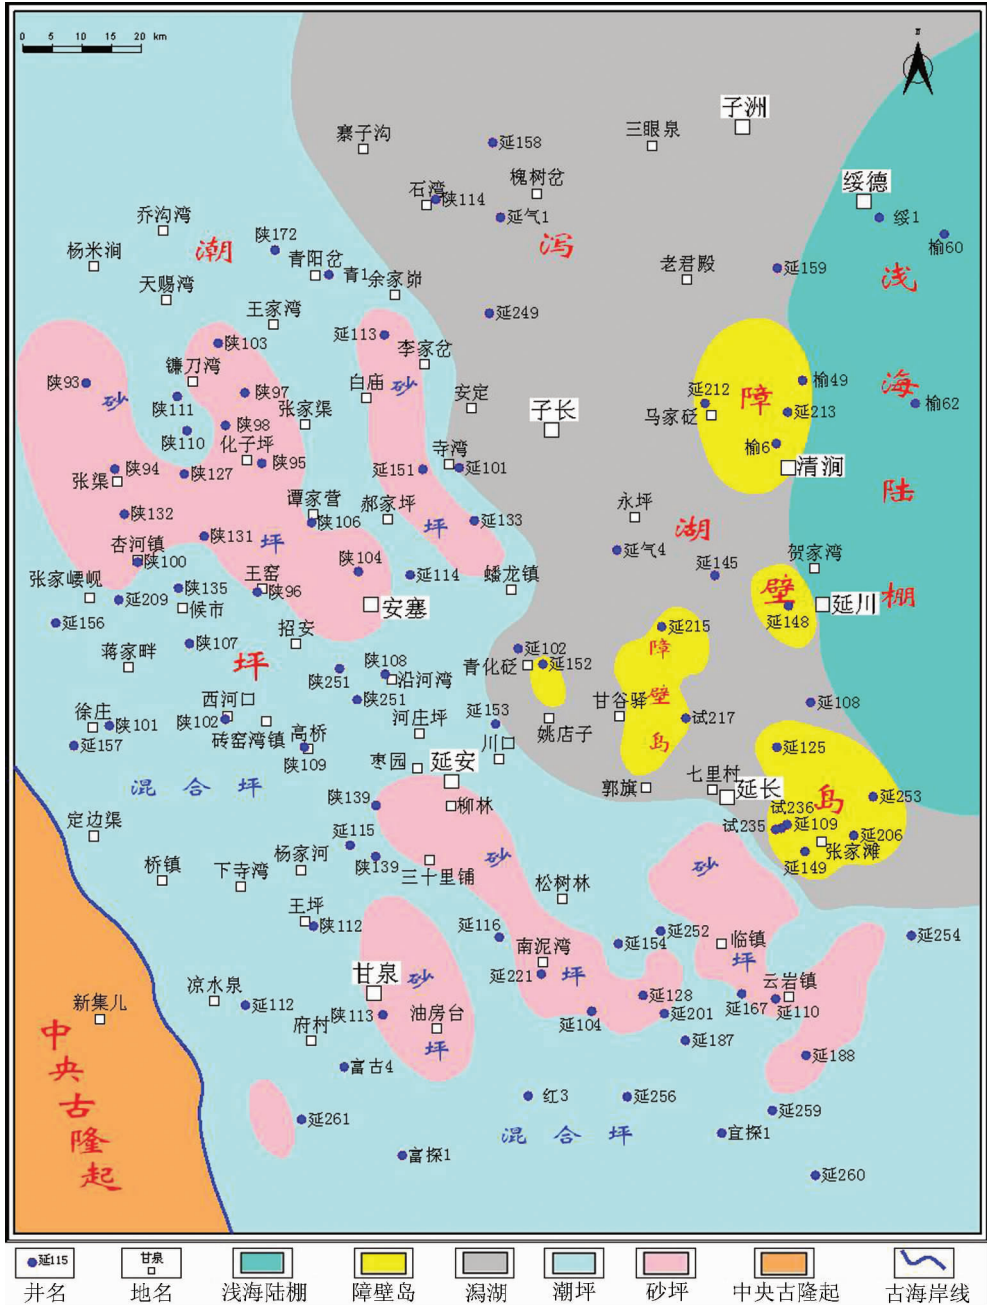 0 5 10 15 20 km
N
子洲
寨子沟
延158
三眼泉
石湾
陕114
槐树岔
绥德
延气1
绥1
榆60
乔沟湾
陕172
潮
泻
杨米涧
青阳岔
青1
余家峁
老君殿
延159
浅
天赐湾
王家湾
延249
陕103
延113
李家岔
镰刀湾
陕93
砂
陕111
陕97
白庙
砂
安定
延212
障
榆49
海
榆62
陕110
陕98
张家渠
子长
马家砭
延213
化子坪
榆6
陕94
陕127
陕95
延151
寺湾
延101
清涧
张渠
陆
陕132
谭家营
陕106
郝家坪
坪
延133
永坪
湖
陕131
坪
杏河镇
陕100
陕104
延气4
贺家湾
张家崾岘
延209
陕135
王窑
陕96
延114
蟠龙镇
延145
壁
棚
候市
安塞
延川
延156
延148
陕107
招安
延215
蒋家畔
坪
陕108
延102
障
陕251
沿河湾
青化砭
延152
西河口
陕251
甘谷驿
壁
延108
徐庄
陕101
陕102
河庄坪
延153
试217
延157
砖窑湾镇
高桥
川口
姚店子
岛
延125
陕109
枣园
延安
七里村
混合坪
郭旗
延长
岛
延253
陕139
柳林
试236
定边渠
延115
试235
延109
延206
杨家河
陕139
砂
砂
张家滩
桥镇
下寺湾
三十里铺
延149
松树林
王坪
陕112
延116
延252
延154
临镇
延254
南泥湾
甘泉
砂
延221
坪
坪
云岩镇
凉水泉
延112
延128
新集儿
陕113
油房台
延104
延201
延167
延110
中
府村
坪
延187
央
富古4
延188
古
红3
延256
隆
延261
混合坪
宜探1
延259
起
富探1
延260
延115
甘泉
井名
地名
浅海陆棚
障壁岛
潟湖
潮坪
砂坪
中央古隆起
古海岸线